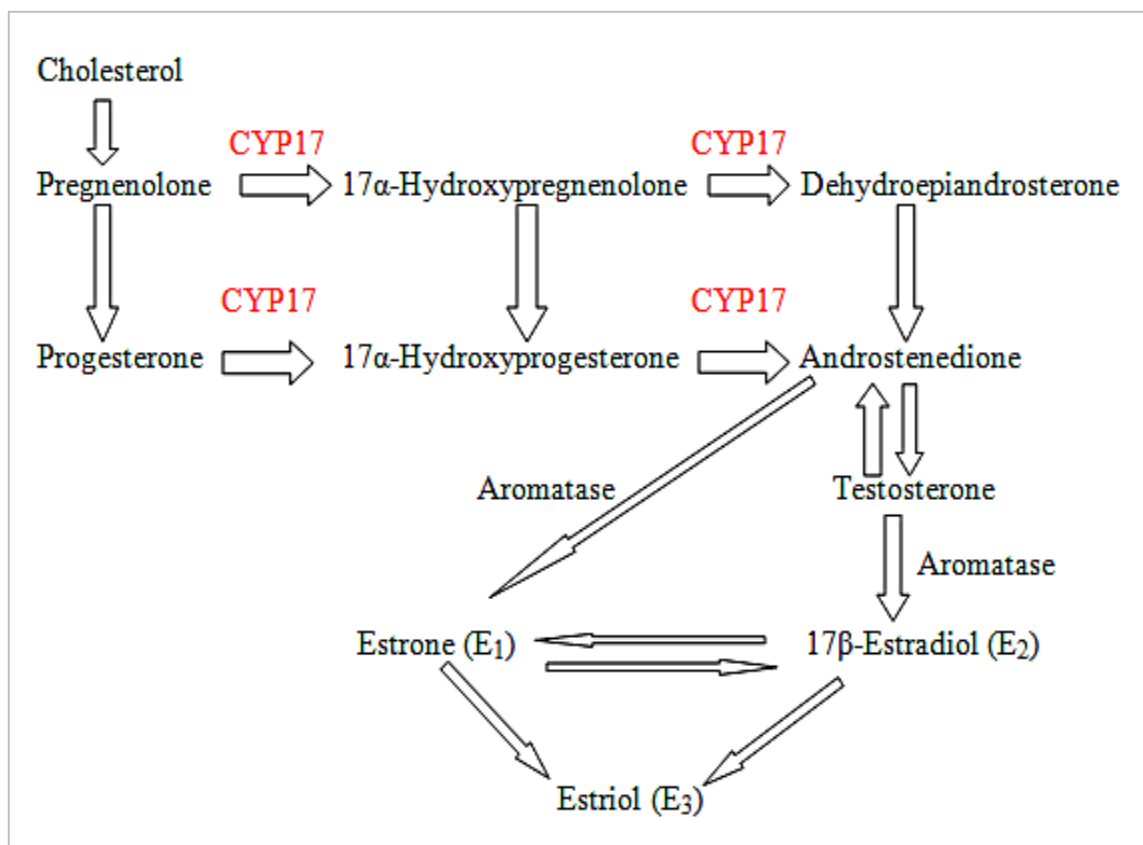 Cholesterol
CYP17 CYP17
Pregnenolone 17α-Hydroxypregnenolone Dehydroepiandrosterone
CYP17 CYP17
Progesterone 17α-Hydroxyprogesterone Androstenedione
Aromatase Testosterone
Aromatase
Estrone (E₁) 17β-Estradiol (E₂)
Estriol (E₃)